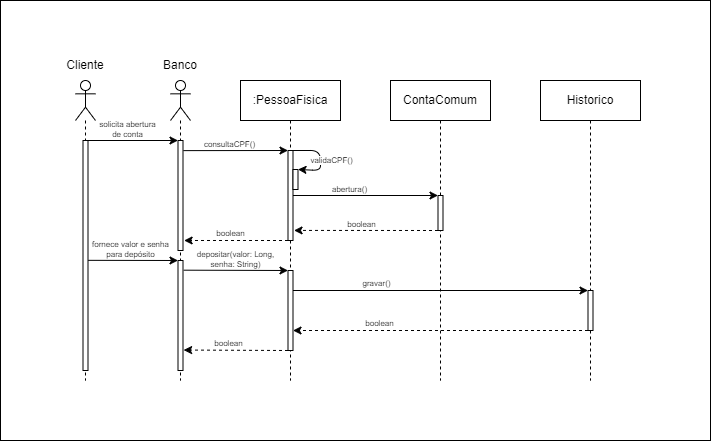 Cliente
Banco
:PessoaFisica
ContaComum
Historico
solicita abertura
de conta
consultaCPF()
validaCPF()
abertura()
boolean
boolean
fornece valor e senha
para depósito
depositar(valor: Long,
senha: String)
gravar()
boolean
boolean